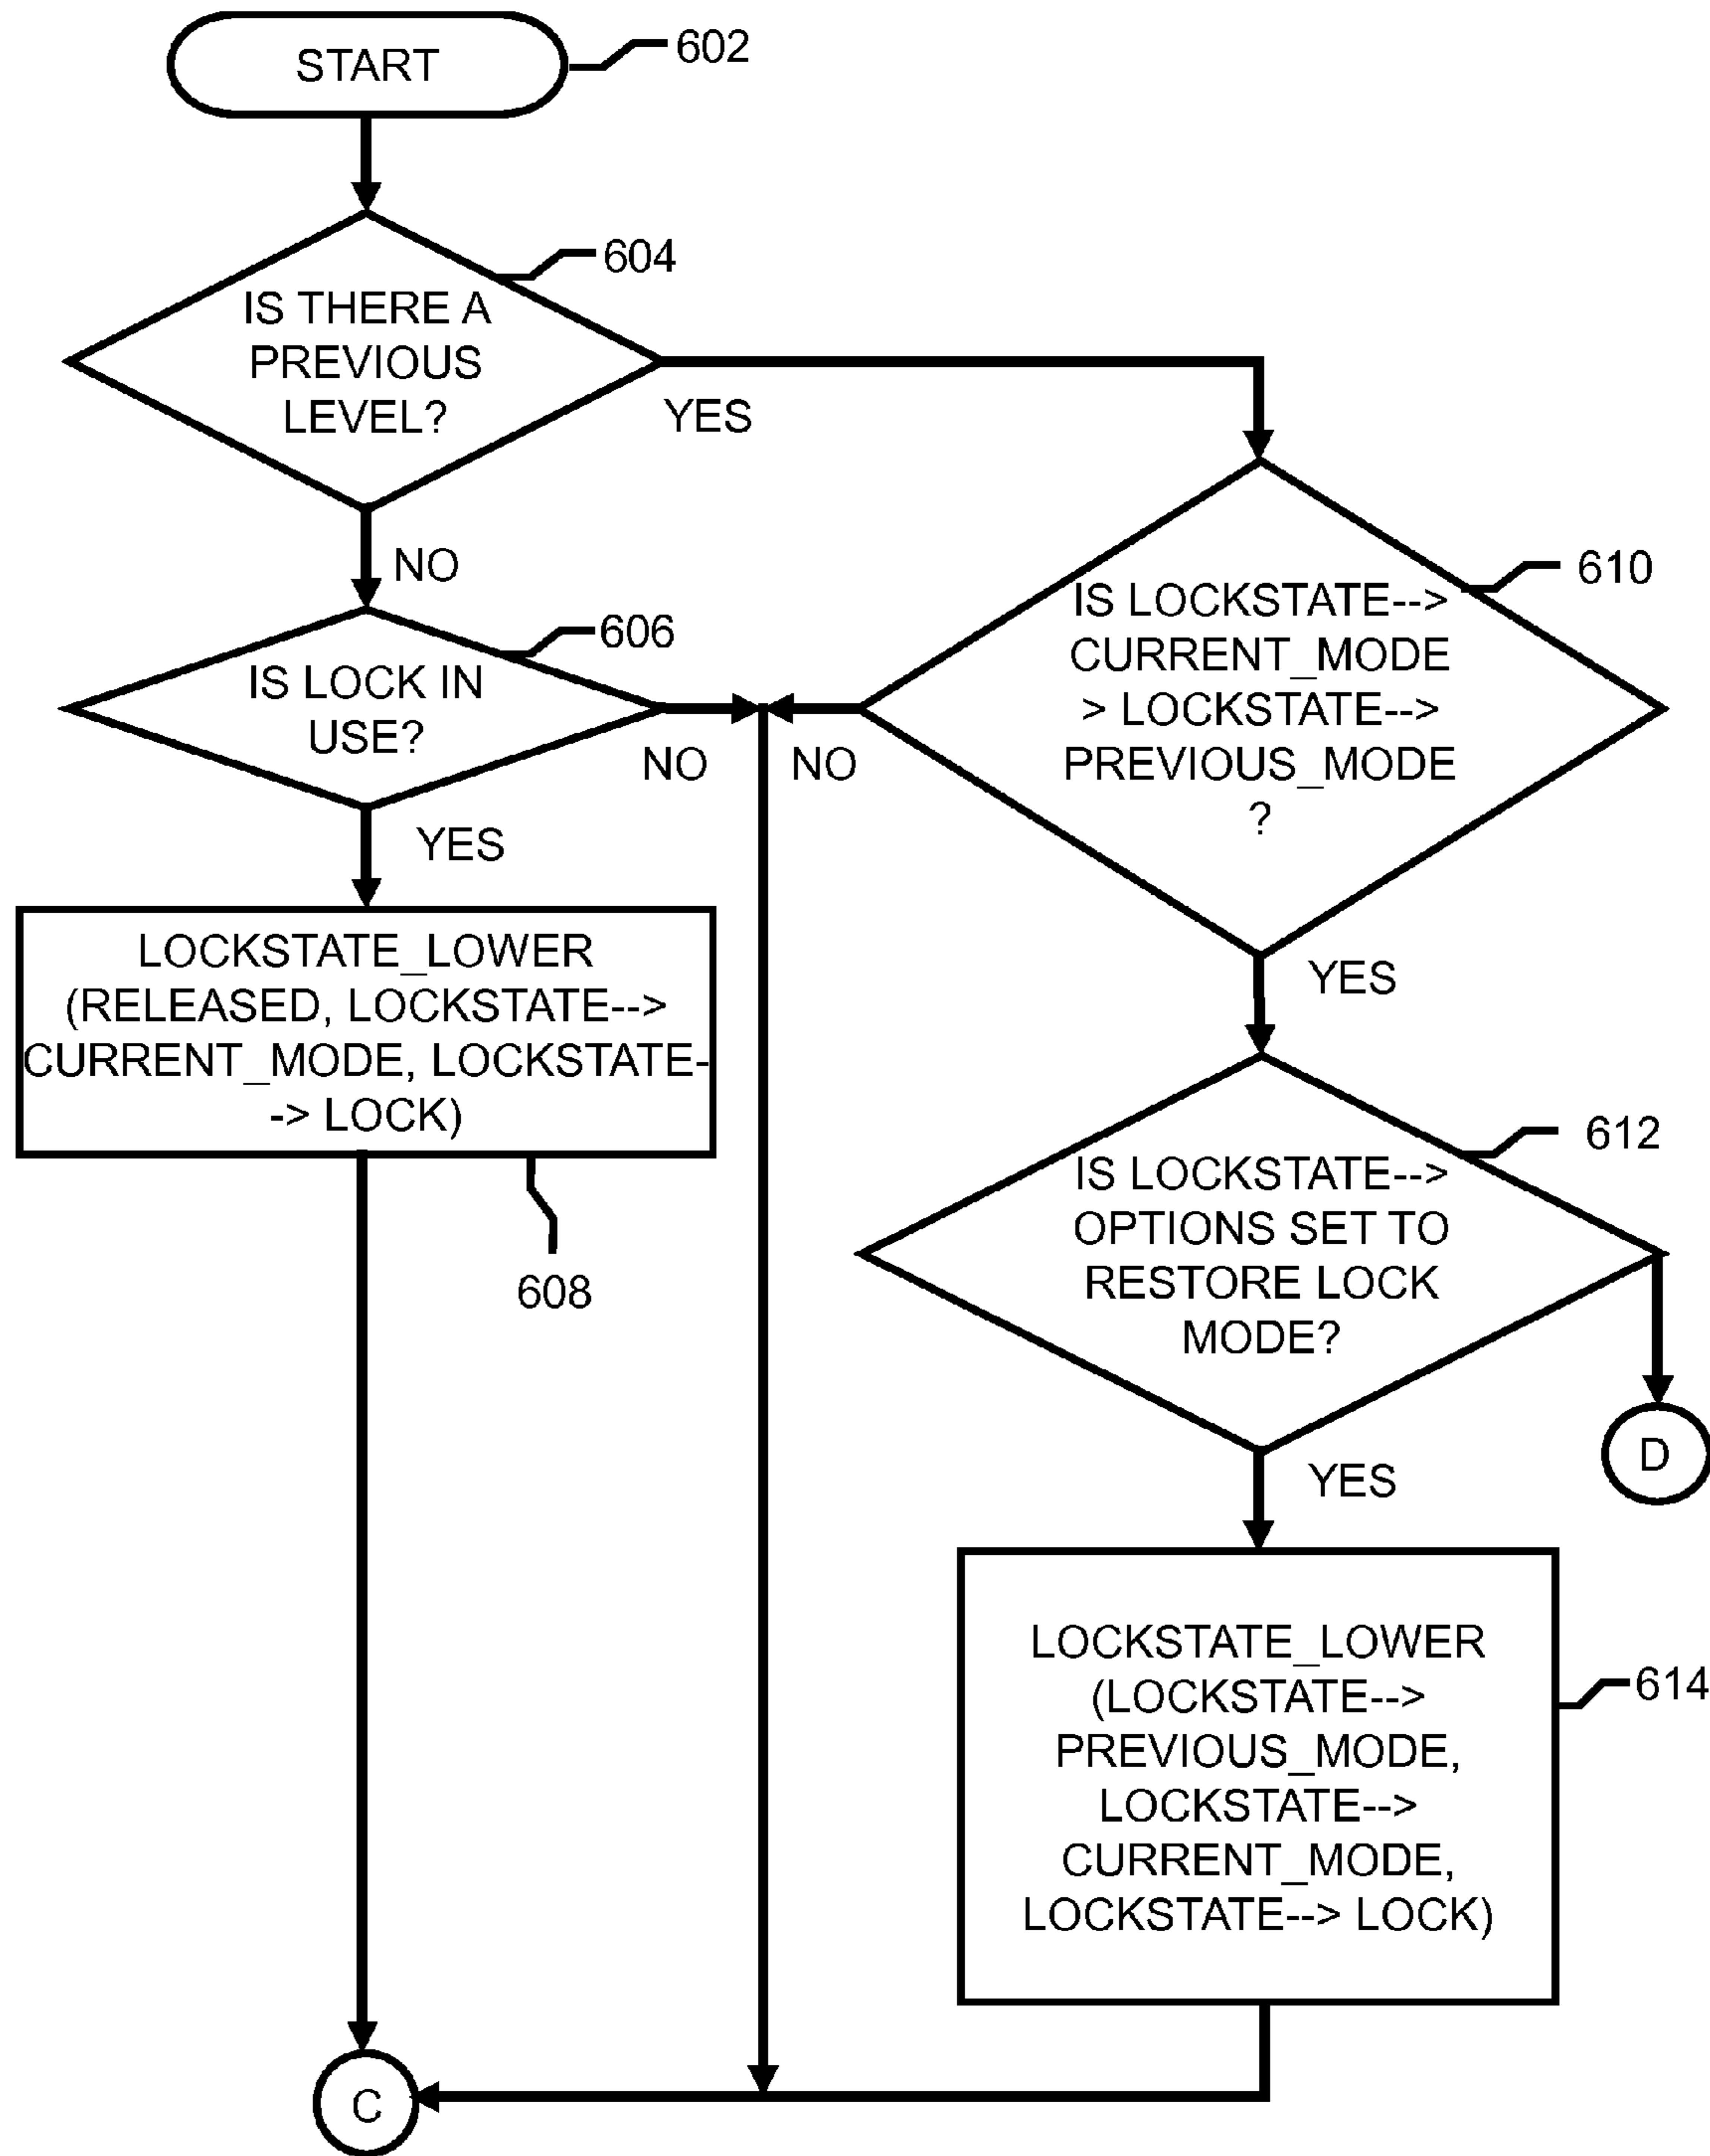 START
602
604
IS THERE A
PREVIOUS
LEVEL?
YES
NO
606
IS LOCK IN
USE?
NO
NO
YES
610
IS LOCKSTATE-->
CURRENT_MODE
> LOCKSTATE-->
PREVIOUS_MODE
?
YES
LOCKSTATE_LOWER
(RELEASED, LOCKSTATE-->
CURRENT_MODE, LOCKSTATE-
-> LOCK)
608
612
IS LOCKSTATE-->
OPTIONS SET TO
RESTORE LOCK
MODE?
D
YES
LOCKSTATE_LOWER
(LOCKSTATE-->
PREVIOUS_MODE,
LOCKSTATE-->
CURRENT_MODE,
LOCKSTATE--> LOCK)
614
C